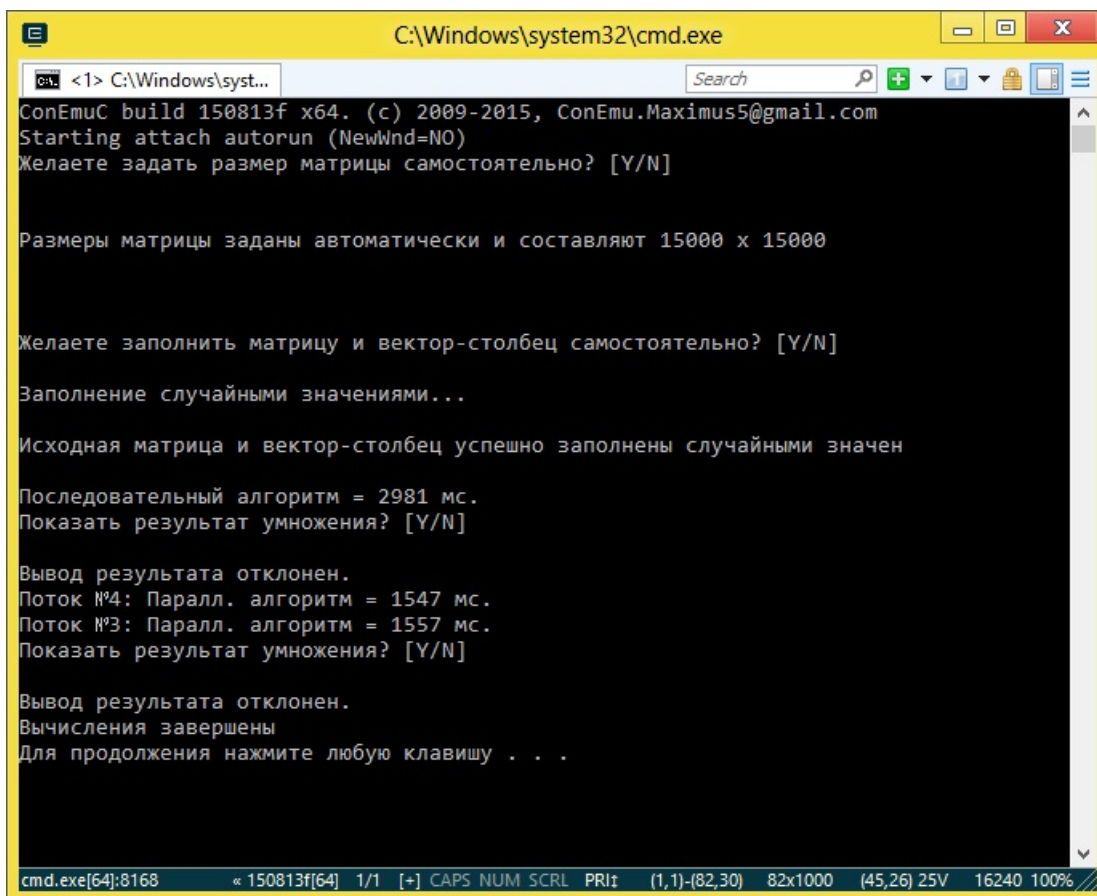 C:\Windows\system32\cmd.exe
<1> C:\Windows\syst...
Search
ConEmuC build 150813f x64. (c) 2009-2015, ConEmu.Maximus5@gmail.com
Starting attach autorun (NewWnd=NO)
Желаете задать размер матрицы самостоятельно? [Y/N]
Размеры матрицы заданы автоматически и составляют 15000 x 15000
Желаете заполнить матрицу и вектор-столбец самостоятельно? [Y/N]
Заполнение случайными значениями...
Исходная матрица и вектор-столбец успешно заполнены случайными значен
Последовательный алгоритм = 2981 мс.
Показать результат умножения? [Y/N]
Вывод результата отклонен.
Поток №4: Паралл. алгоритм = 1547 мс.
Поток №3: Паралл. алгоритм = 1557 мс.
Показать результат умножения? [Y/N]
Вывод результата отклонен.
Вычисления завершены
Для продолжения нажмите любую клавишу . . .
cmd.exe[64]:8168 « 150813f[64] 1/1 [+] CAPS NUM SCRL PRI‡ (1,1)-(82,30) 82x1000 (45,26) 25V 16240 100%